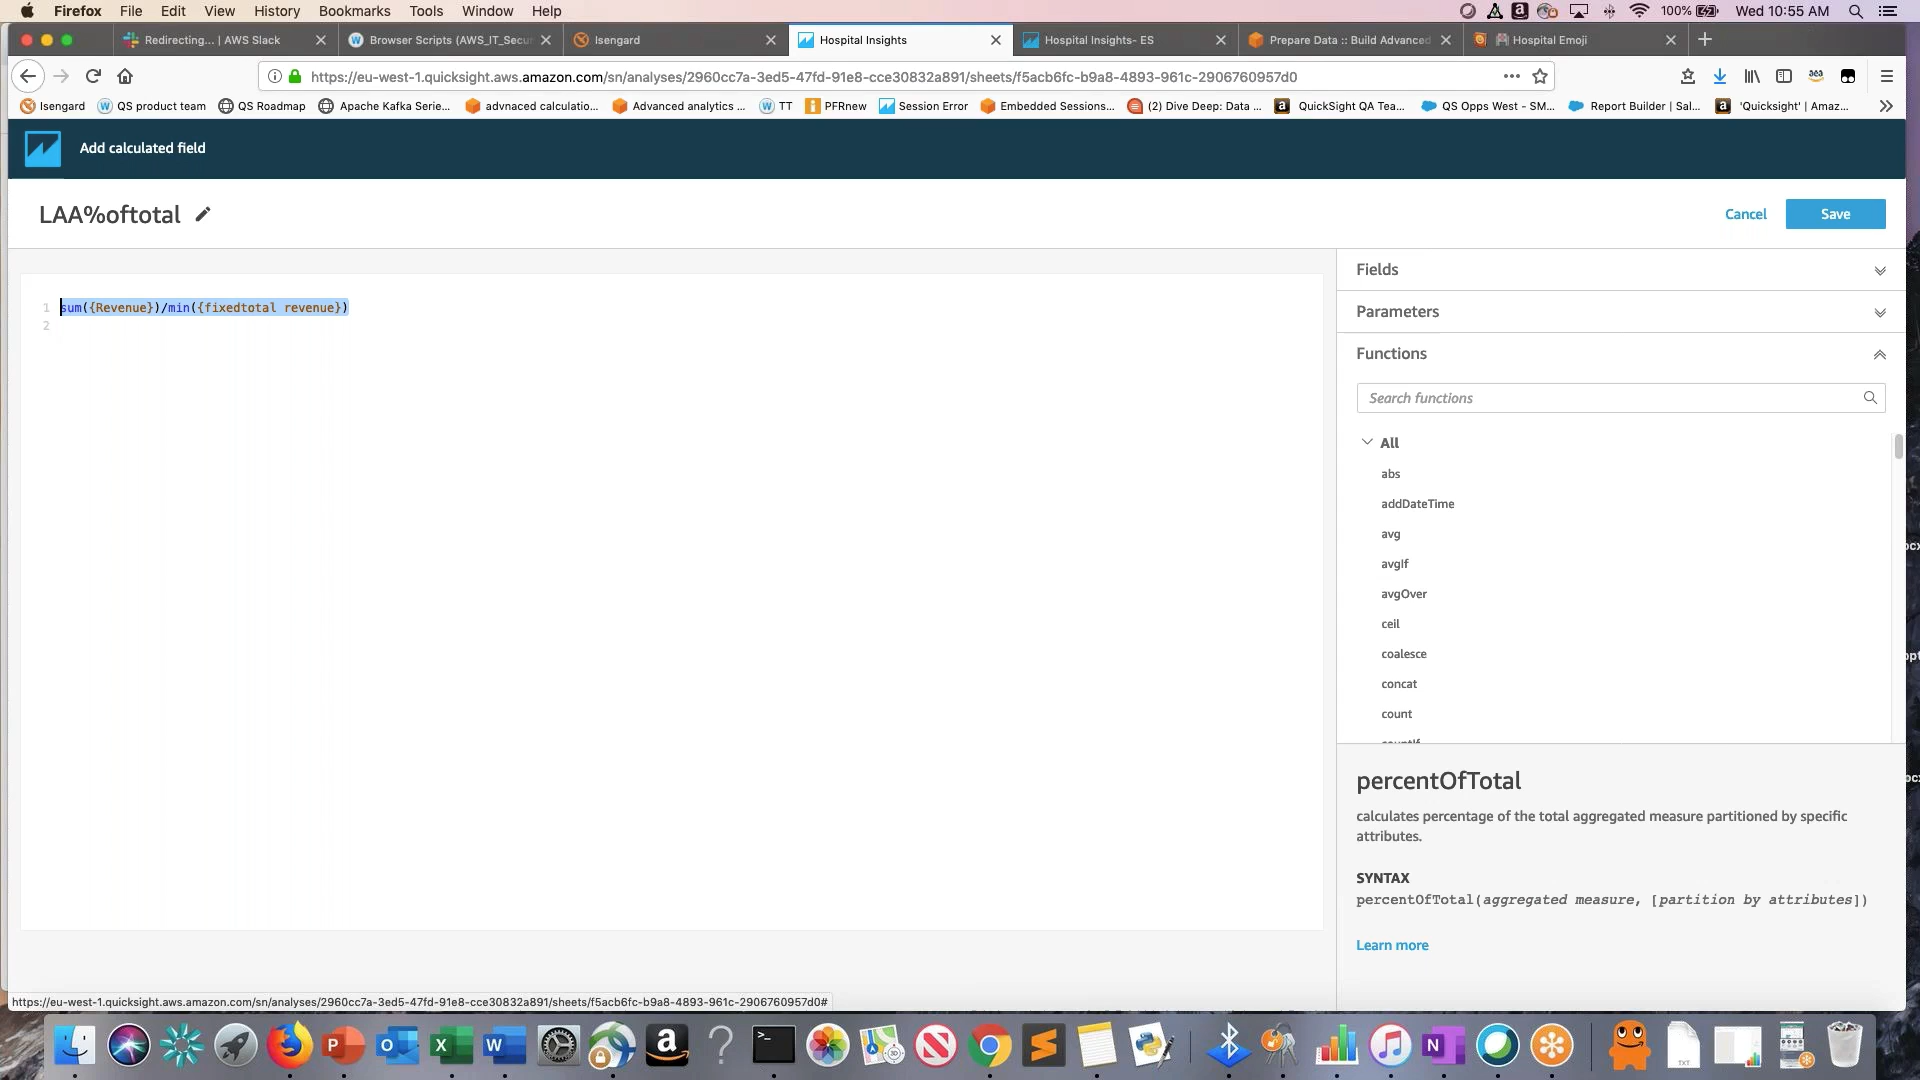 Firefox File Edit View History Bookmarks Tools Window Help 100% Wed 10:55 AM
Redirecting... | AWS Slack Browser Scripts (AWS_IT_Secu Isengard Hospital Insights Hospital Insights- ES Prepare Data :: Build Advanced Hospital Emoji
https://eu-west-1.quicksight.aws.amazon.com/sn/analyses/2960cc7a-3ed5-47fd-91e8-cce30832a891/sheets/f5acb6fc-b9a8-4893-961c-2906760957d0
Isengard QS product team QS Roadmap Apache Kafka Serie... advnaced calculatio... Advanced analytics ... TT PFRnew Session Error Embedded Sessions... (2) Dive Deep: Data ... QuickSight QA Tea... QS Opps West - SM... Report Builder | Sal... 'Quicksight' | Amaz...
Add calculated field
LAA%oftotal
Cancel Save
1 sum({Revenue})/min({fixedtotal revenue})
2
Fields
Parameters
Functions
Search functions
All
abs
addDateTime
avg
avgIf
avgOver
ceil
coalesce
concat
count
countIf
percentOfTotal
calculates percentage of the total aggregated measure partitioned by specific
attributes.
SYNTAX
percentOfTotal(aggregated measure, [partition by attributes])
Learn more
https://eu-west-1.quicksight.aws.amazon.com/sn/analyses/2960cc7a-3ed5-47fd-91e8-cce30832a891/sheets/f5acb6fc-b9a8-4893-961c-2906760957d0#